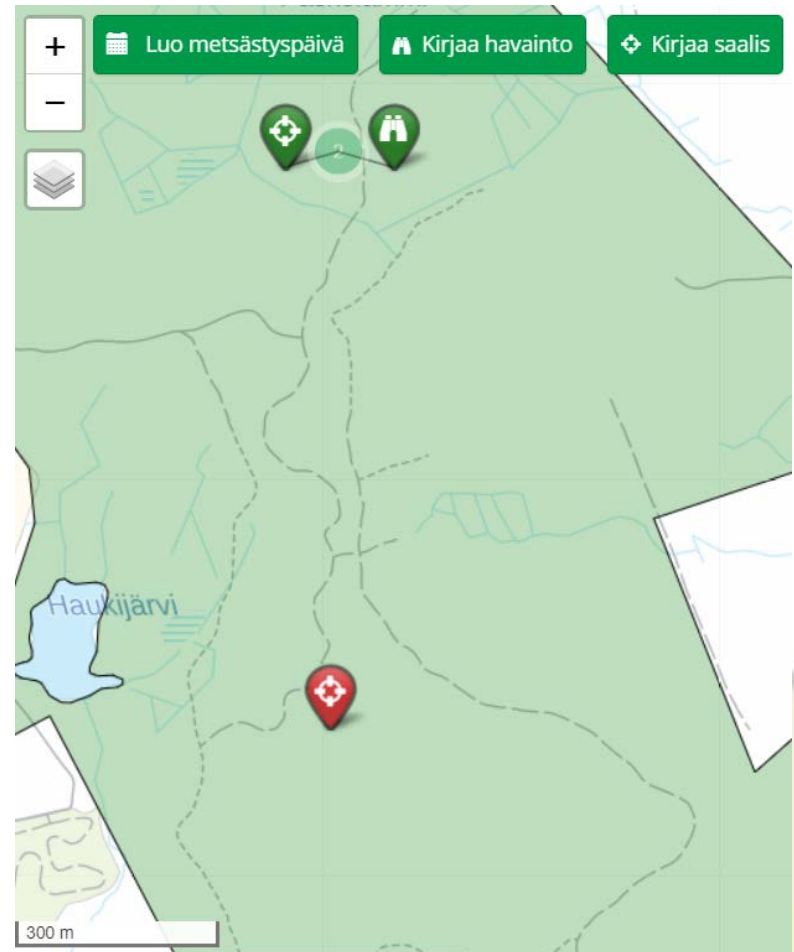 +
Luo metsästyspäivä
Kirjaa havainto
Kirjaa saalis
−
2
Haukijärvi
300 m